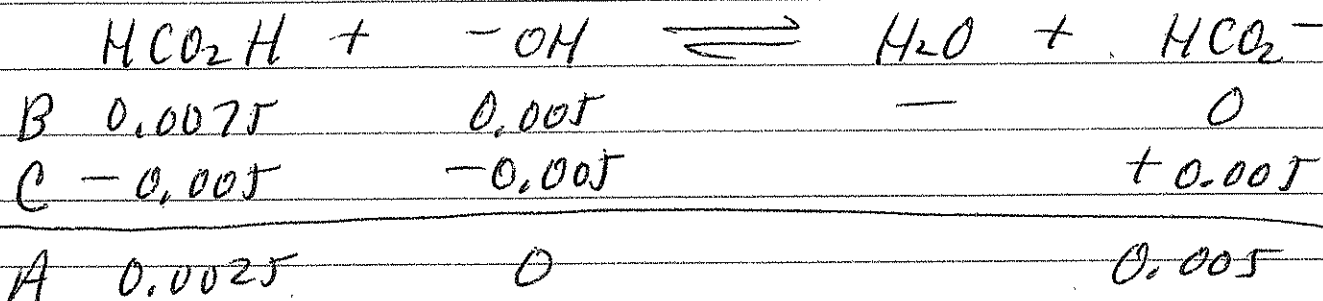 HCO₂H + ⁻OH ⇌ H₂O + HCO₂⁻
B 0.0075 0.005 — 0
C -0.005 -0.005 +0.005
A 0.0025 0 0.005